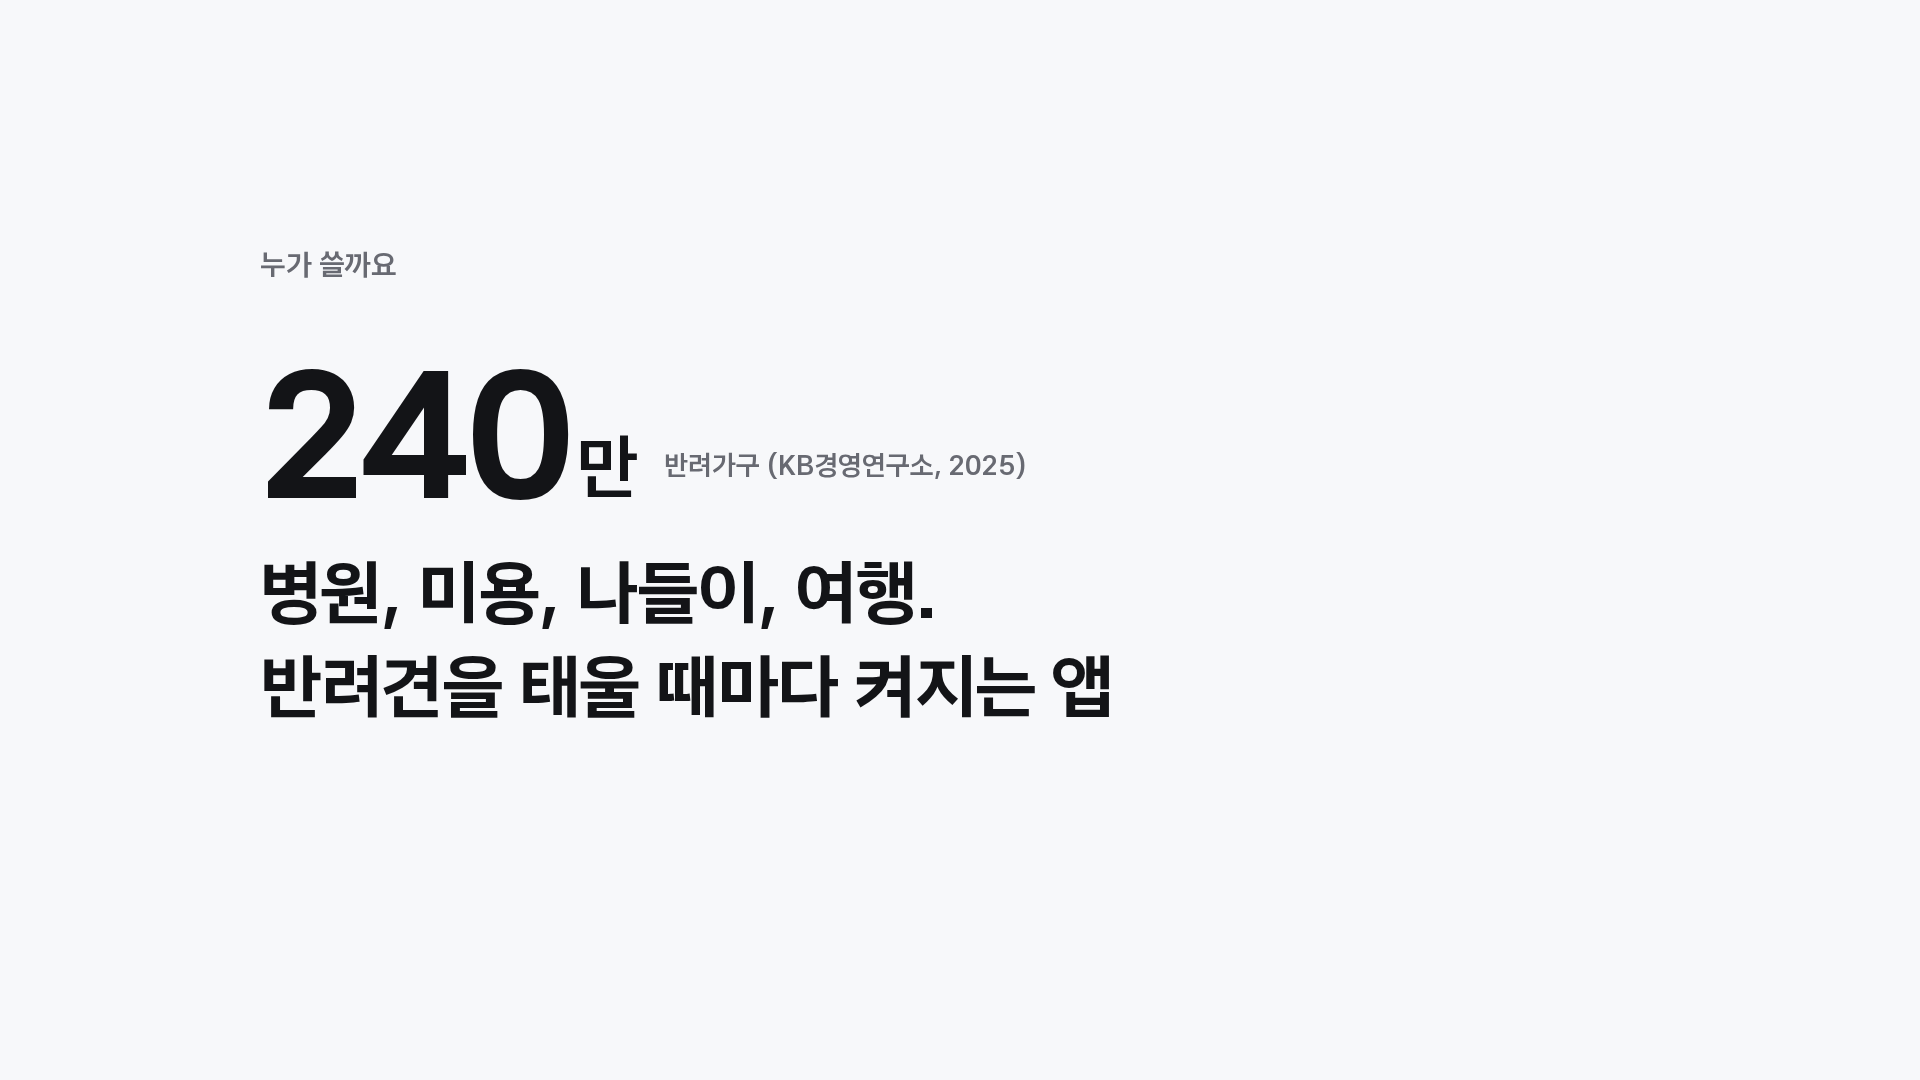 누가 쓸까요
240만 반려가구 (KB경영연구소, 2025)
병원, 미용, 나들이, 여행.
반려견을 태울 때마다 켜지는 앱